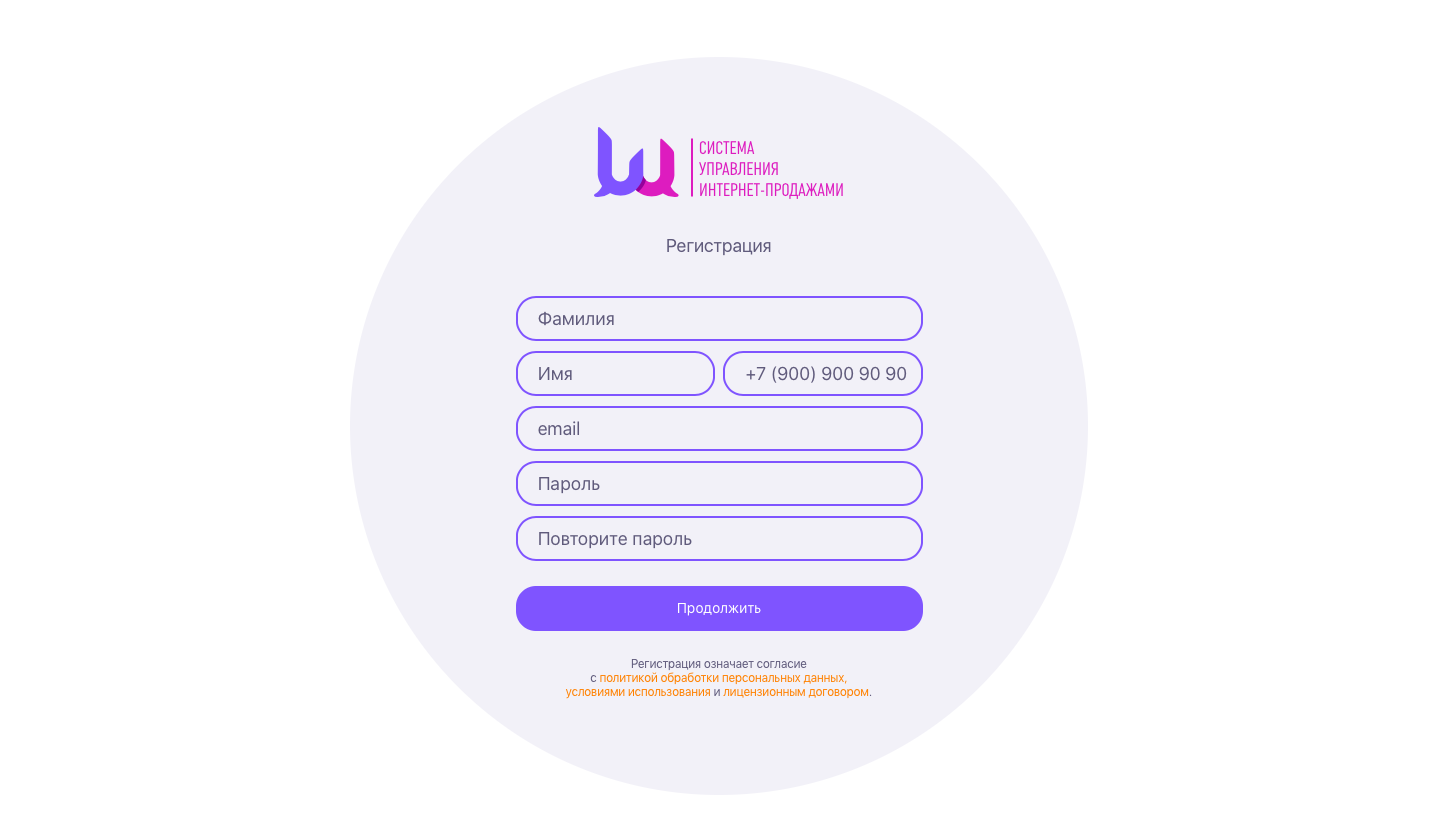 СИСТЕМА
УПРАВЛЕНИЯ
ИНТЕРНЕТ-ПРОДАЖАМИ
Регистрация
Фамилия
Имя
+7 (900) 900 90 90
email
Пароль
Повторите пароль
Продолжить
Регистрация означает согласие
с политикой обработки персональных данных,
условиями использования и лицензионным договором.